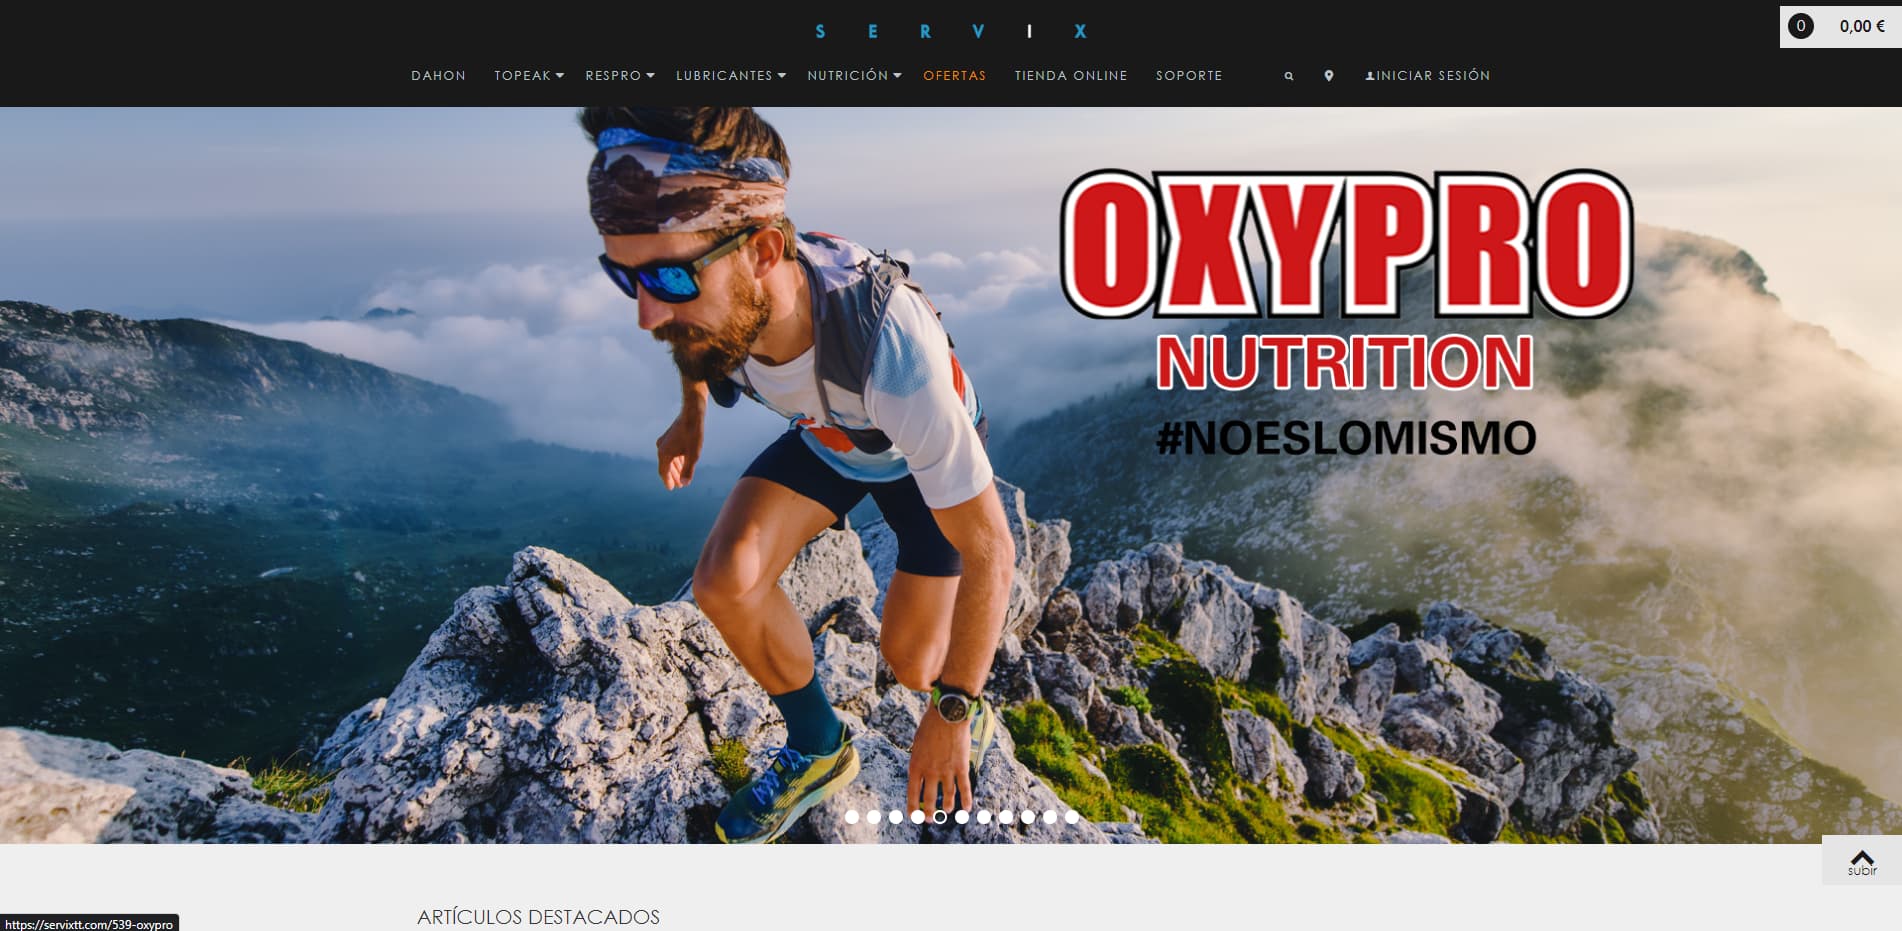 SERVIX
0 0,00 €
DAHON TOPEAK RESPRO LUBRICANTES NUTRICIÓN OFERTAS TIENDA ONLINE SOPORTE INICIAR SESIÓN
OXYPRO
NUTRITION
#NOESLOMISMO
subir
ARTÍCULOS DESTACADOS
https://servixtt.com/539-oxypro